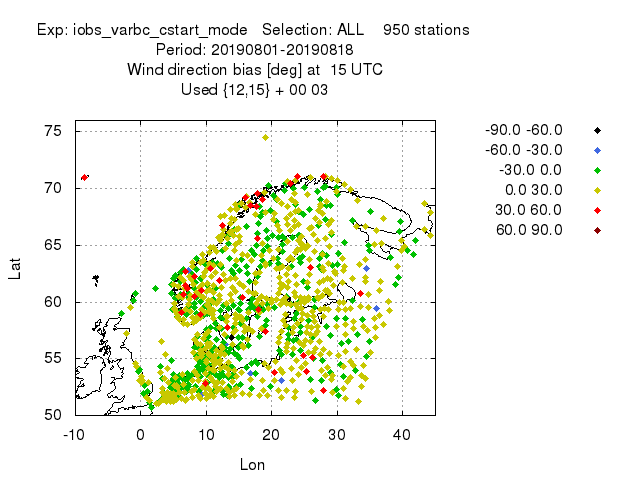 Exp: iobs_varbc_cstart_mode Selection: ALL 950 stations
Period: 20190801-20190818
Wind direction bias [deg] at 15 UTC
Used {12,15} + 00 03
-90.0 -60.0
-60.0 -30.0
-30.0 0.0
0.0 30.0
30.0 60.0
60.0 90.0
75
70
65
60
55
50
Lat
-10 0 10 20 30 40
Lon